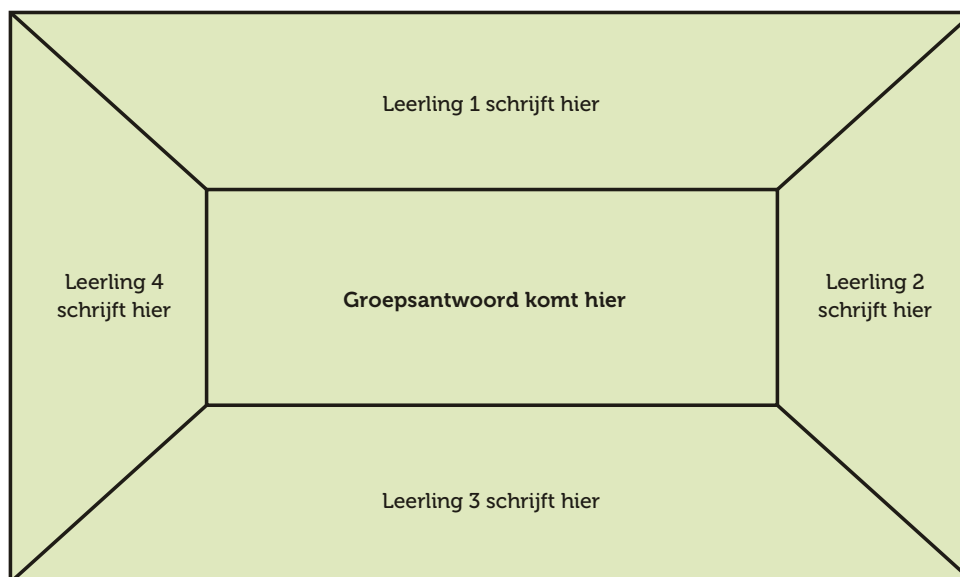 Leerling 1 schrijft hier
Leerling 4
schrijft hier
Groepsantwoord komt hier
Leerling 2
schrijft hier
Leerling 3 schrijft hier